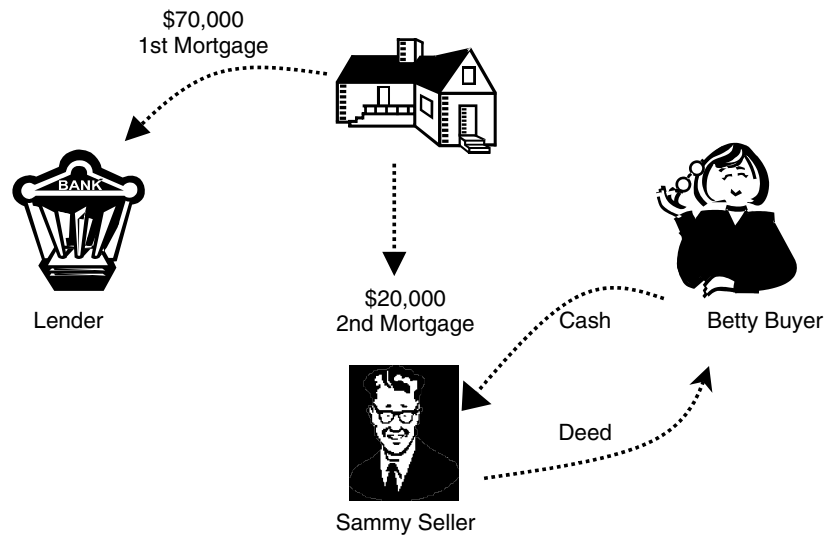 $70,000
1st Mortgage
BANK
Lender
$20,000
2nd Mortgage
Cash
Betty Buyer
Deed
Sammy Seller